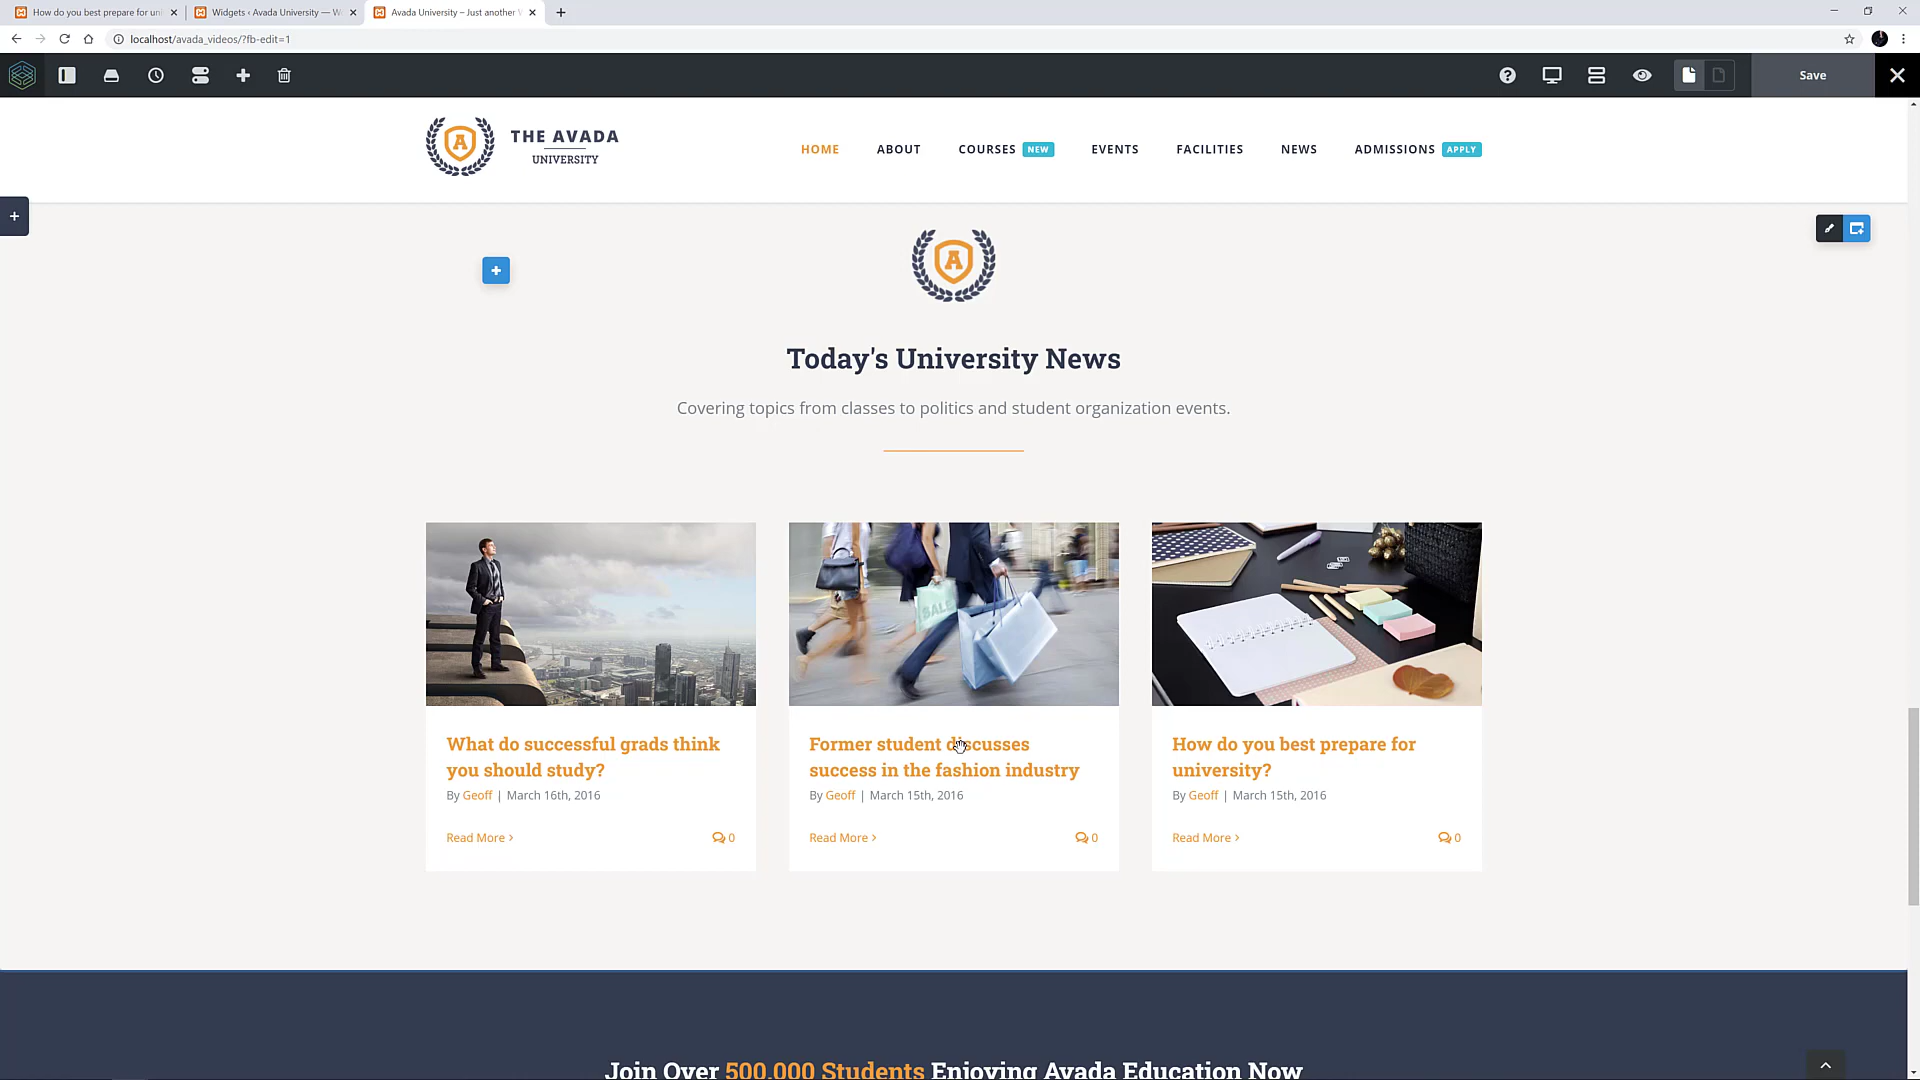 How do you best prepare for un
Widgets ‹ Avada University — W
Avada University – Just another
localhost/avada_videos/?fb-edit=1
Save
THE AVADA
UNIVERSITY
HOME
ABOUT
COURSES NEW
EVENTS
FACILITIES
NEWS
ADMISSIONS APPLY
A
Today's University News
Covering topics from classes to politics and student organization events.
SALE
What do successful grads think
you should study?
By Geoff | March 16th, 2016
Read More >
0
Former student discusses
success in the fashion industry
By Geoff | March 15th, 2016
Read More >
0
How do you best prepare for
university?
By Geoff | March 15th, 2016
Read More >
0
Join Over 500,000 Students Enjoying Avada Education Now